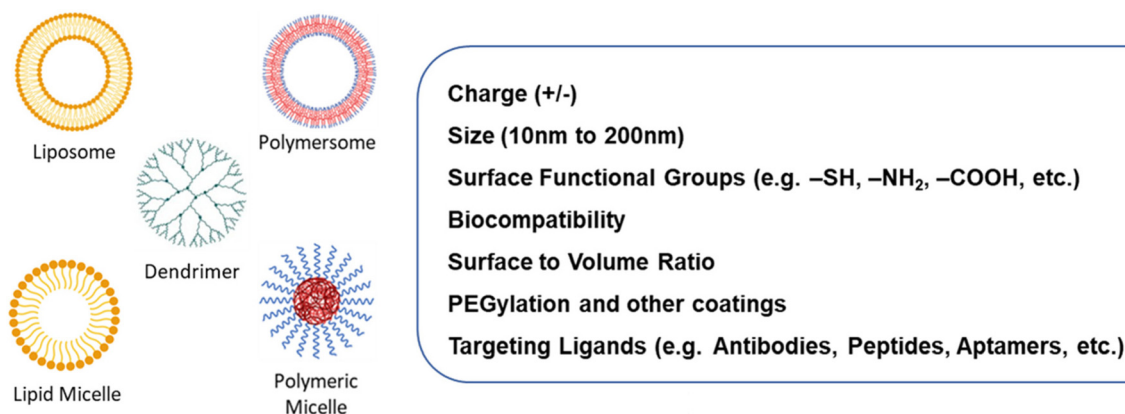 Liposome
Polymersome
Dendrimer
Lipid Micelle
Polymeric
Micelle
Charge (+/-)
Size (10nm to 200nm)
Surface Functional Groups (e.g. –SH, –NH₂, –COOH, etc.)
Biocompatibility
Surface to Volume Ratio
PEGylation and other coatings
Targeting Ligands (e.g. Antibodies, Peptides, Aptamers, etc.)